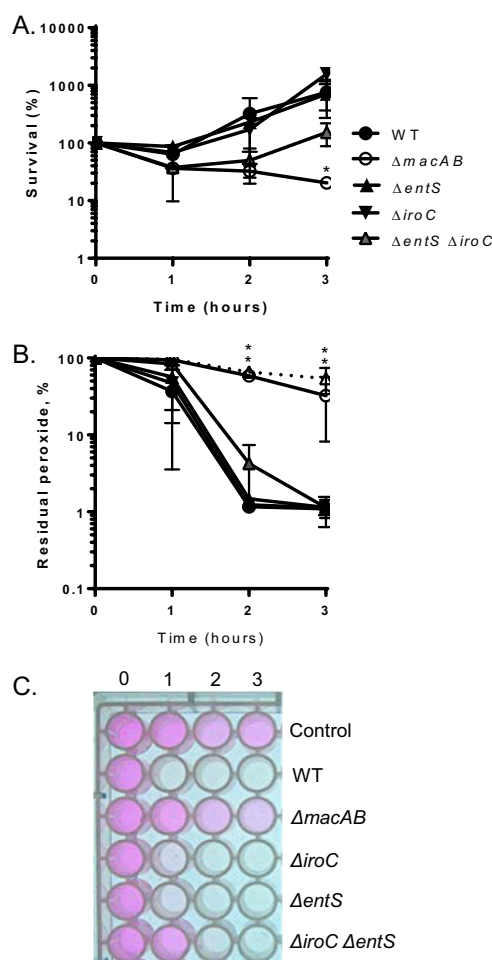 A.
10000
1000
100
10
1
Survival (%)
0 1 2 3
Time (hours)
*
WT
ΔmacAB
ΔentS
ΔiroC
ΔentS ΔiroC
B.
100
10
1
0.1
Residual peroxide, %
* *
* *
0 1 2 3
Time (hours)
C.
0 1 2 3
Control
WT
ΔmacAB
ΔiroC
ΔentS
ΔiroC ΔentS